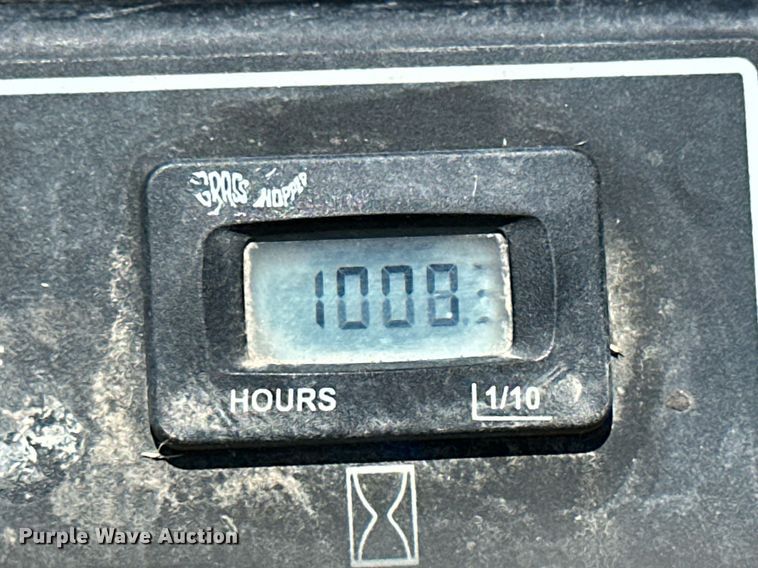 GRASSHOPPER
1008.
HOURS
1/10
Purple Wave Auction